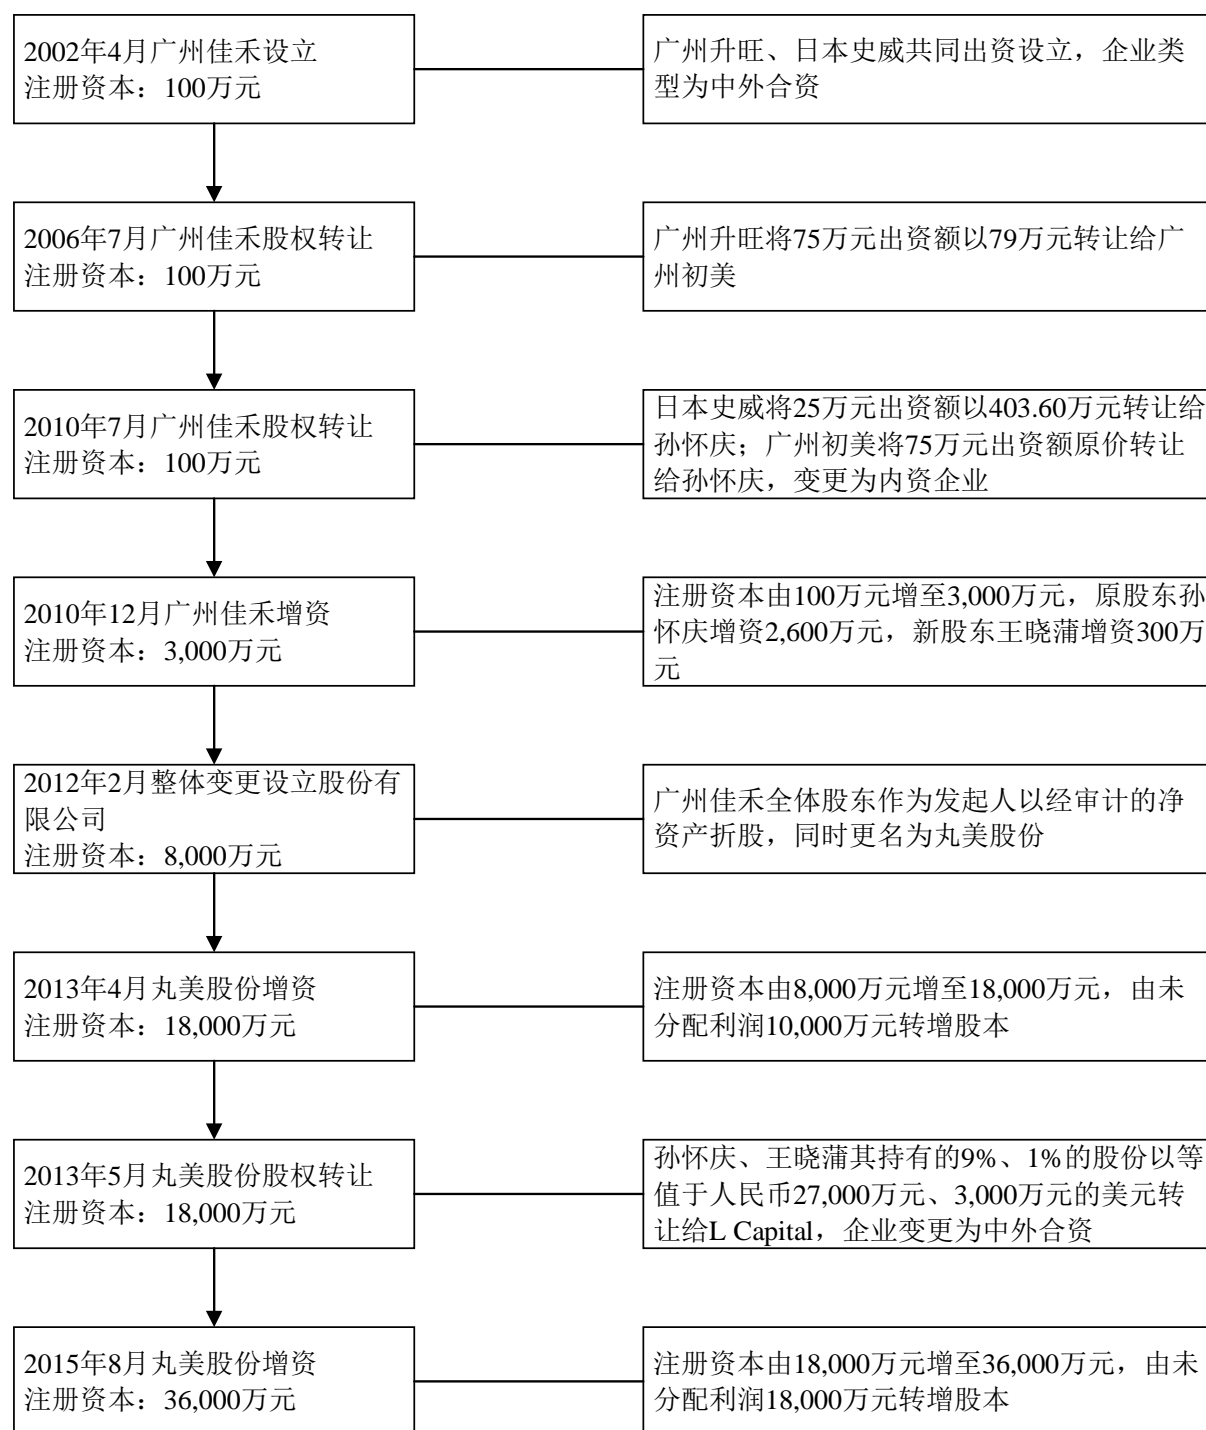 2002年4月广州佳禾设立
注册资本：100万元
广州升旺、日本史威共同出资设立，企业类
型为中外合资
2006年7月广州佳禾股权转让
注册资本：100万元
广州升旺将75万元出资额以79万元转让给广
州初美
2010年7月广州佳禾股权转让
注册资本：100万元
日本史威将25万元出资额以403.60万元转让给
孙怀庆；广州初美将75万元出资额原价转让
给孙怀庆，变更为内资企业
2010年12月广州佳禾增资
注册资本：3,000万元
注册资本由100万元增至3,000万元，原股东孙
怀庆增资2,600万元，新股东王晓蒲增资300万
元
2012年2月整体变更设立股份有
限公司
注册资本：8,000万元
广州佳禾全体股东作为发起人以经审计的净
资产折股，同时更名为丸美股份
2013年4月丸美股份增资
注册资本：18,000万元
注册资本由8,000万元增至18,000万元，由未
分配利润10,000万元转增股本
2013年5月丸美股份股权转让
注册资本：18,000万元
孙怀庆、王晓蒲其持有的9%、1%的股份以等
值于人民币27,000万元、3,000万元的美元转
让给L Capital，企业变更为中外合资
2015年8月丸美股份增资
注册资本：36,000万元
注册资本由18,000万元增至36,000万元，由未
分配利润18,000万元转增股本